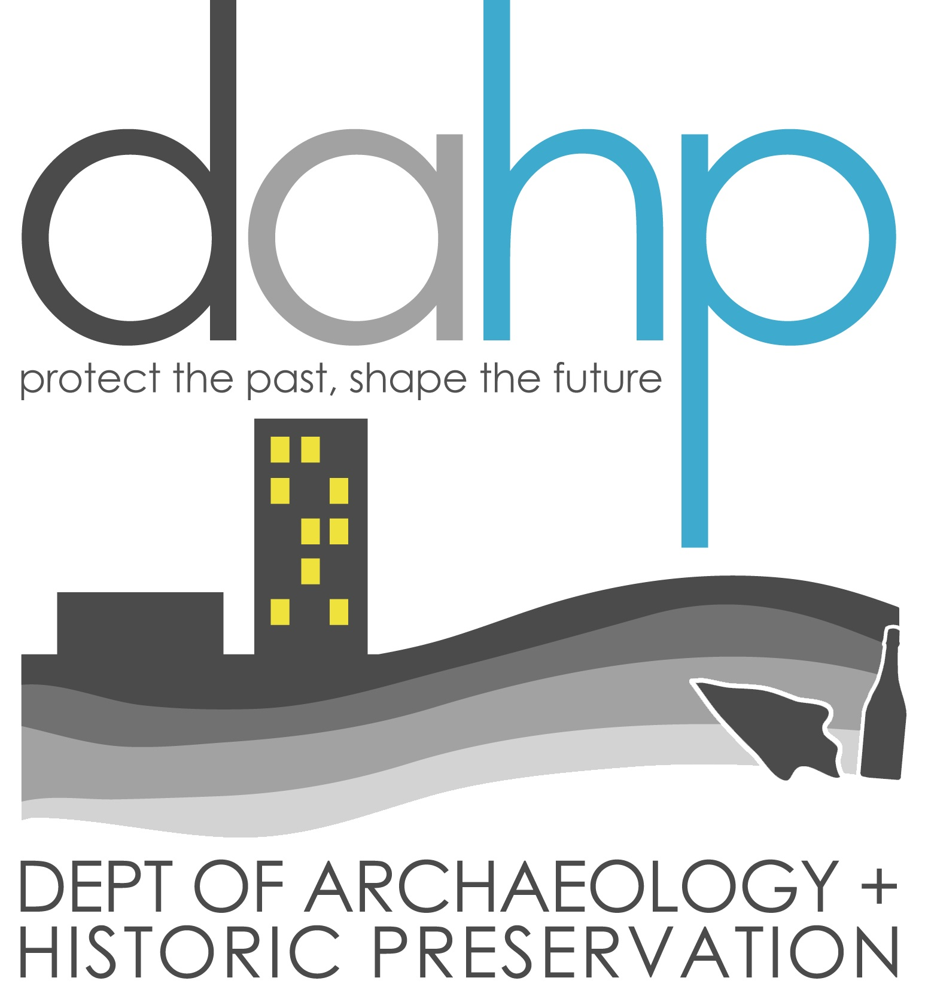 dahp
protect the past, shape the future
DEPT OF ARCHAEOLOGY +
HISTORIC PRESERVATION